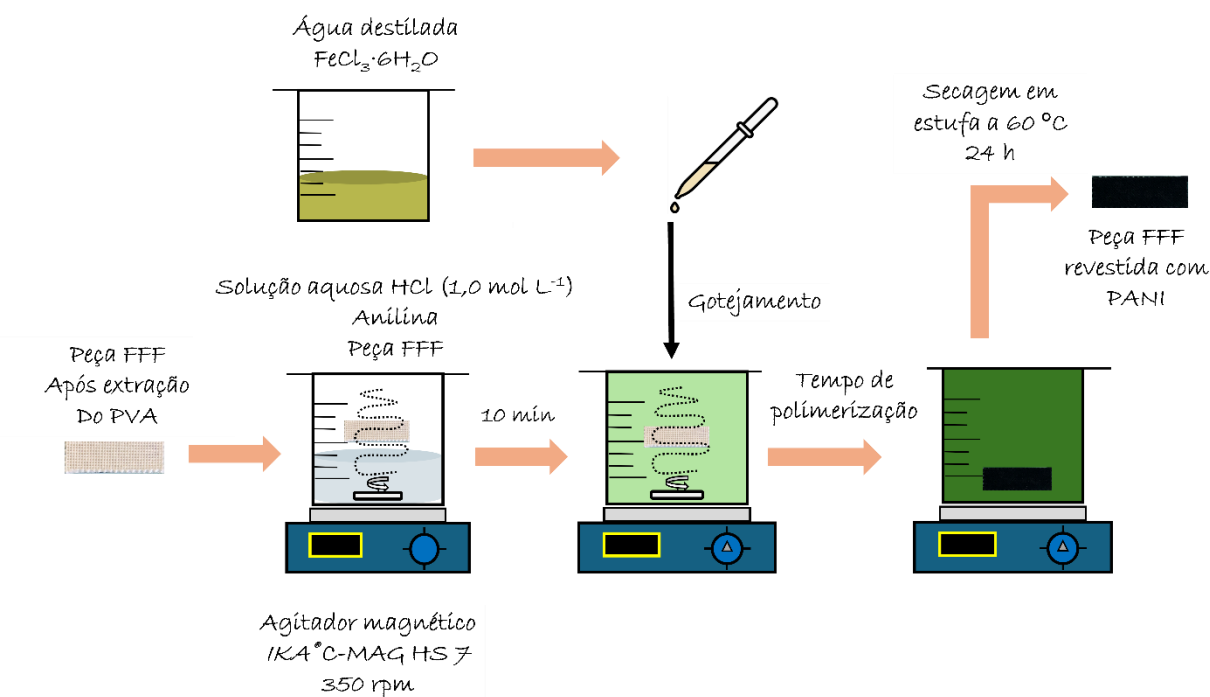 Água destilada
FeCl₃·6H₂O
Secagem em
estufa a 60 °C
24 h
Peça FFF
revestida com
PANI
Gotejamento
Solução aquosa HCl (1,0 mol L⁻¹)
Anilina
Peça FFF
Peça FFF
Após extração
Do PVA
10 min
Tempo de
polimerização
Agitador magnético
IKA®C-MAG HS 7
350 rpm